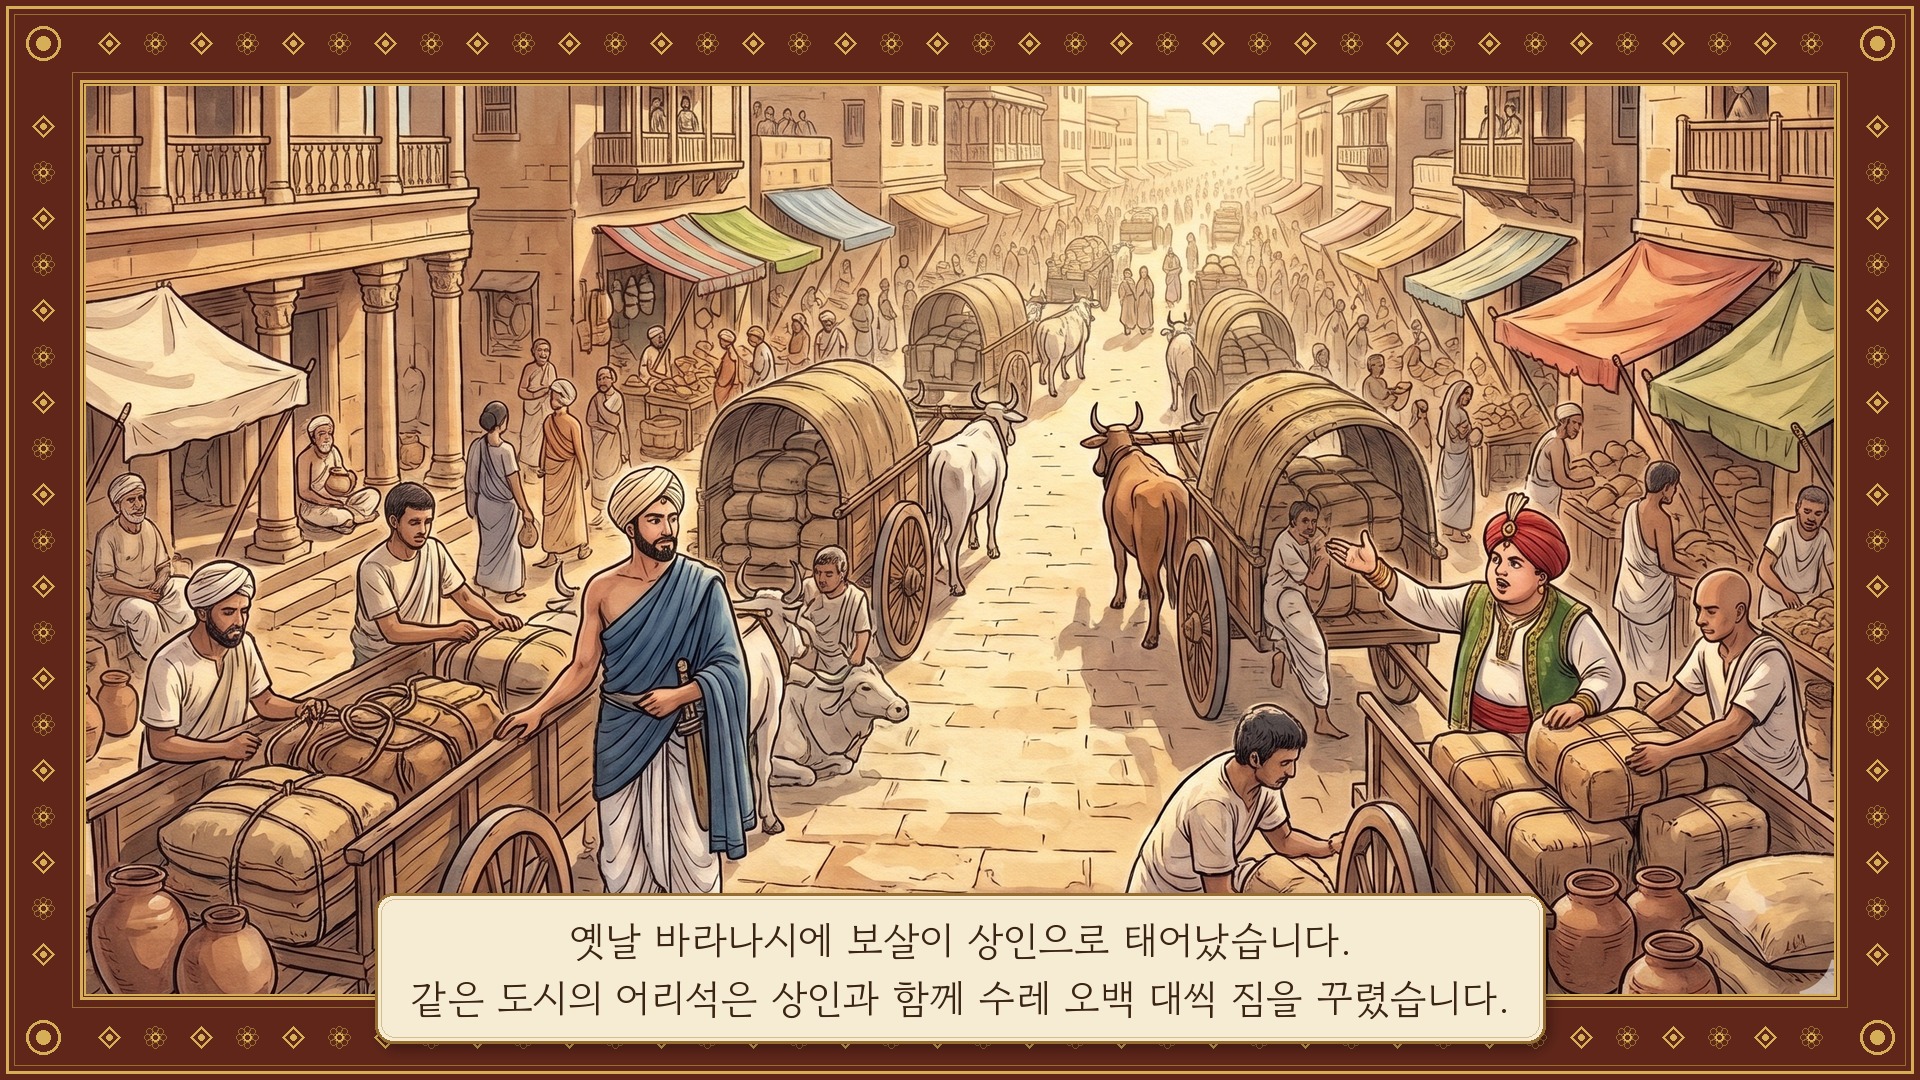 옛날 바라나시에 보살이 상인으로 태어났습니다.
같은 도시의 어리석은 상인과 함께 수레 오백 대씩 짐을 꾸렸습니다.